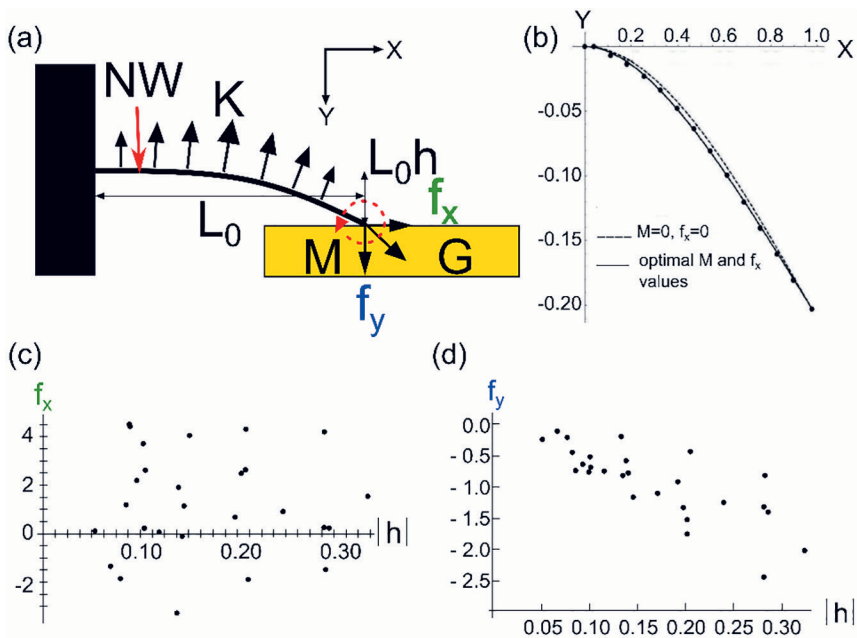 (a)
X
Y
NW
K
L₀h
fₓ
L₀
M
G
f_y
(b)
Y
0.2 0.4 0.6 0.8 1.0
X
-0.05
-0.10
-0.15
-0.20
M=0, fₓ=0
optimal M and fₓ
values
(c)
fₓ
4
2
0
-2
0.10 0.20 0.30
|h|
(d)
f_y
0.0
- 0.5
- 1.0
- 1.5
- 2.0
- 2.5
0.05 0.10 0.15 0.20 0.25 0.30
|h|